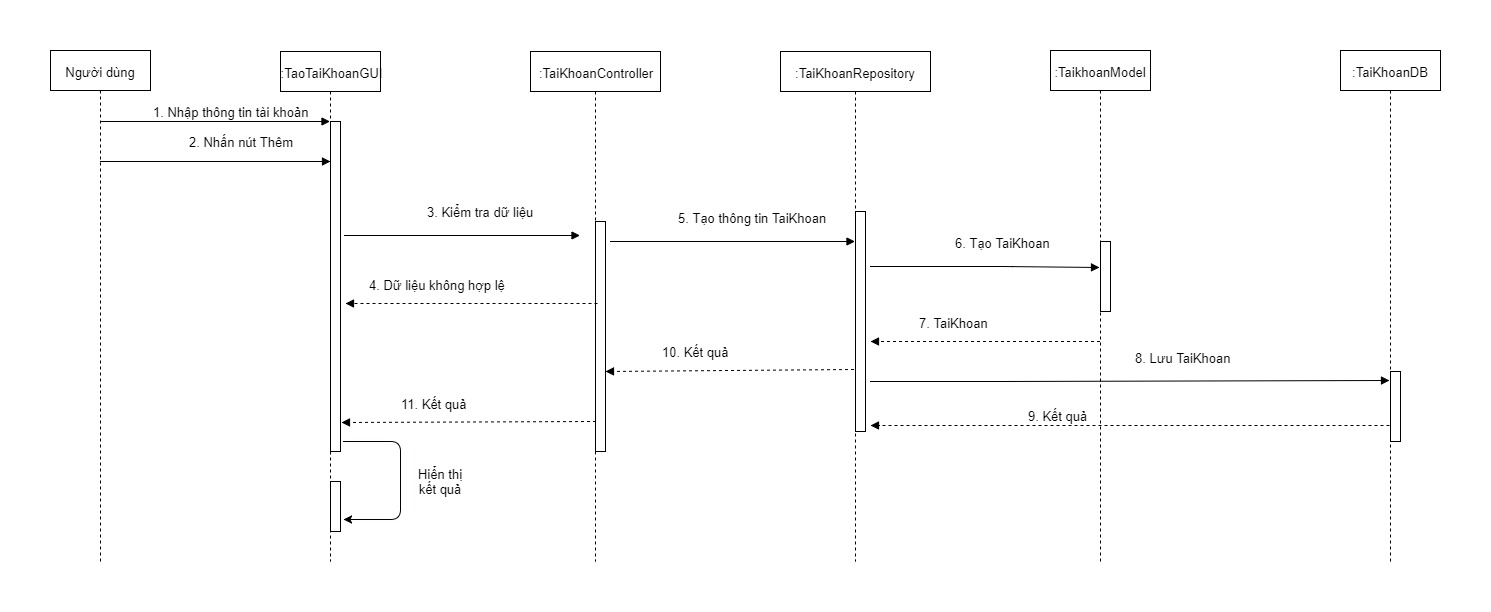 Người dùng
:TaoTaiKhoanGUI
:TaiKhoanController
:TaiKhoanRepository
:TaikhoanModel
:TaiKhoanDB
1. Nhập thông tin tài khoản
2. Nhấn nút Thêm
3. Kiểm tra dữ liệu
5. Tạo thông tin TaiKhoan
6. Tạo TaiKhoan
4. Dữ liệu không hợp lệ
7. TaiKhoan
10. Kết quả
8. Lưu TaiKhoan
11. Kết quả
9. Kết quả
Hiển thị
kết quả